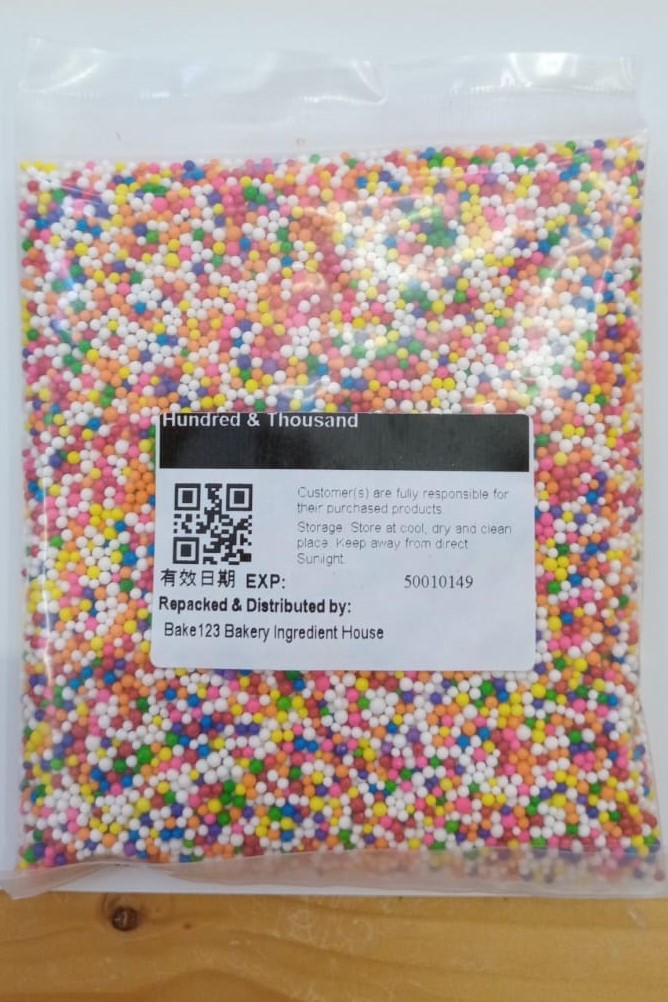 Hundred & Thousand
Customer(s) are fully responsible for
their purchased products.
Storage: Store at cool, dry and clean
place. Keep away from direct
Sunlight.
有效日期 EXP:
50010149
Repacked & Distributed by:
Bake123 Bakery Ingredient House